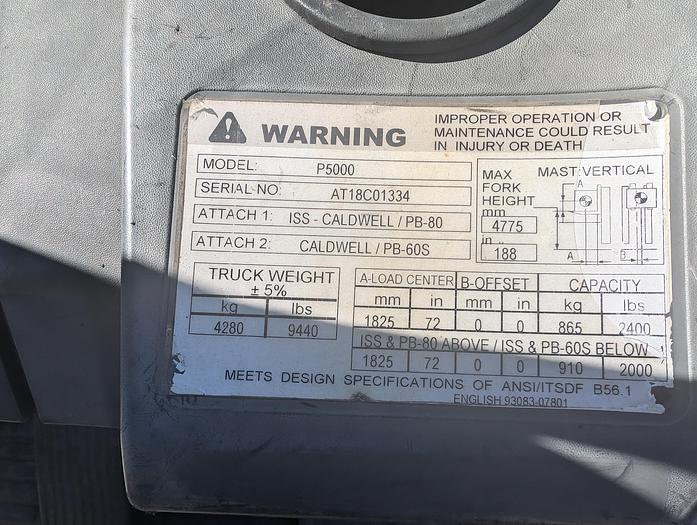 WARNING
IMPROPER OPERATION OR
MAINTENANCE COULD RESULT
IN INJURY OR DEATH
MODEL: P5000
SERIAL NO: AT18C01334
ATTACH 1: ISS - CALDWELL / PB-80
ATTACH 2: CALDWELL / PB-60S
MAX
FORK
HEIGHT
mm
4775
in
188
MAST:VERTICAL
A
A
B
TRUCK WEIGHT
± 5%
kg lbs
4280 9440
A-LOAD CENTER B-OFFSET CAPACITY
mm in mm in kg lbs
1825 72 0 0 865 2400
ISS & PB-80 ABOVE / ISS & PB-60S BELOW
1825 72 0 0 910 2000
MEETS DESIGN SPECIFICATIONS OF ANSI/ITSDF B56.1
ENGLISH 93083-07801